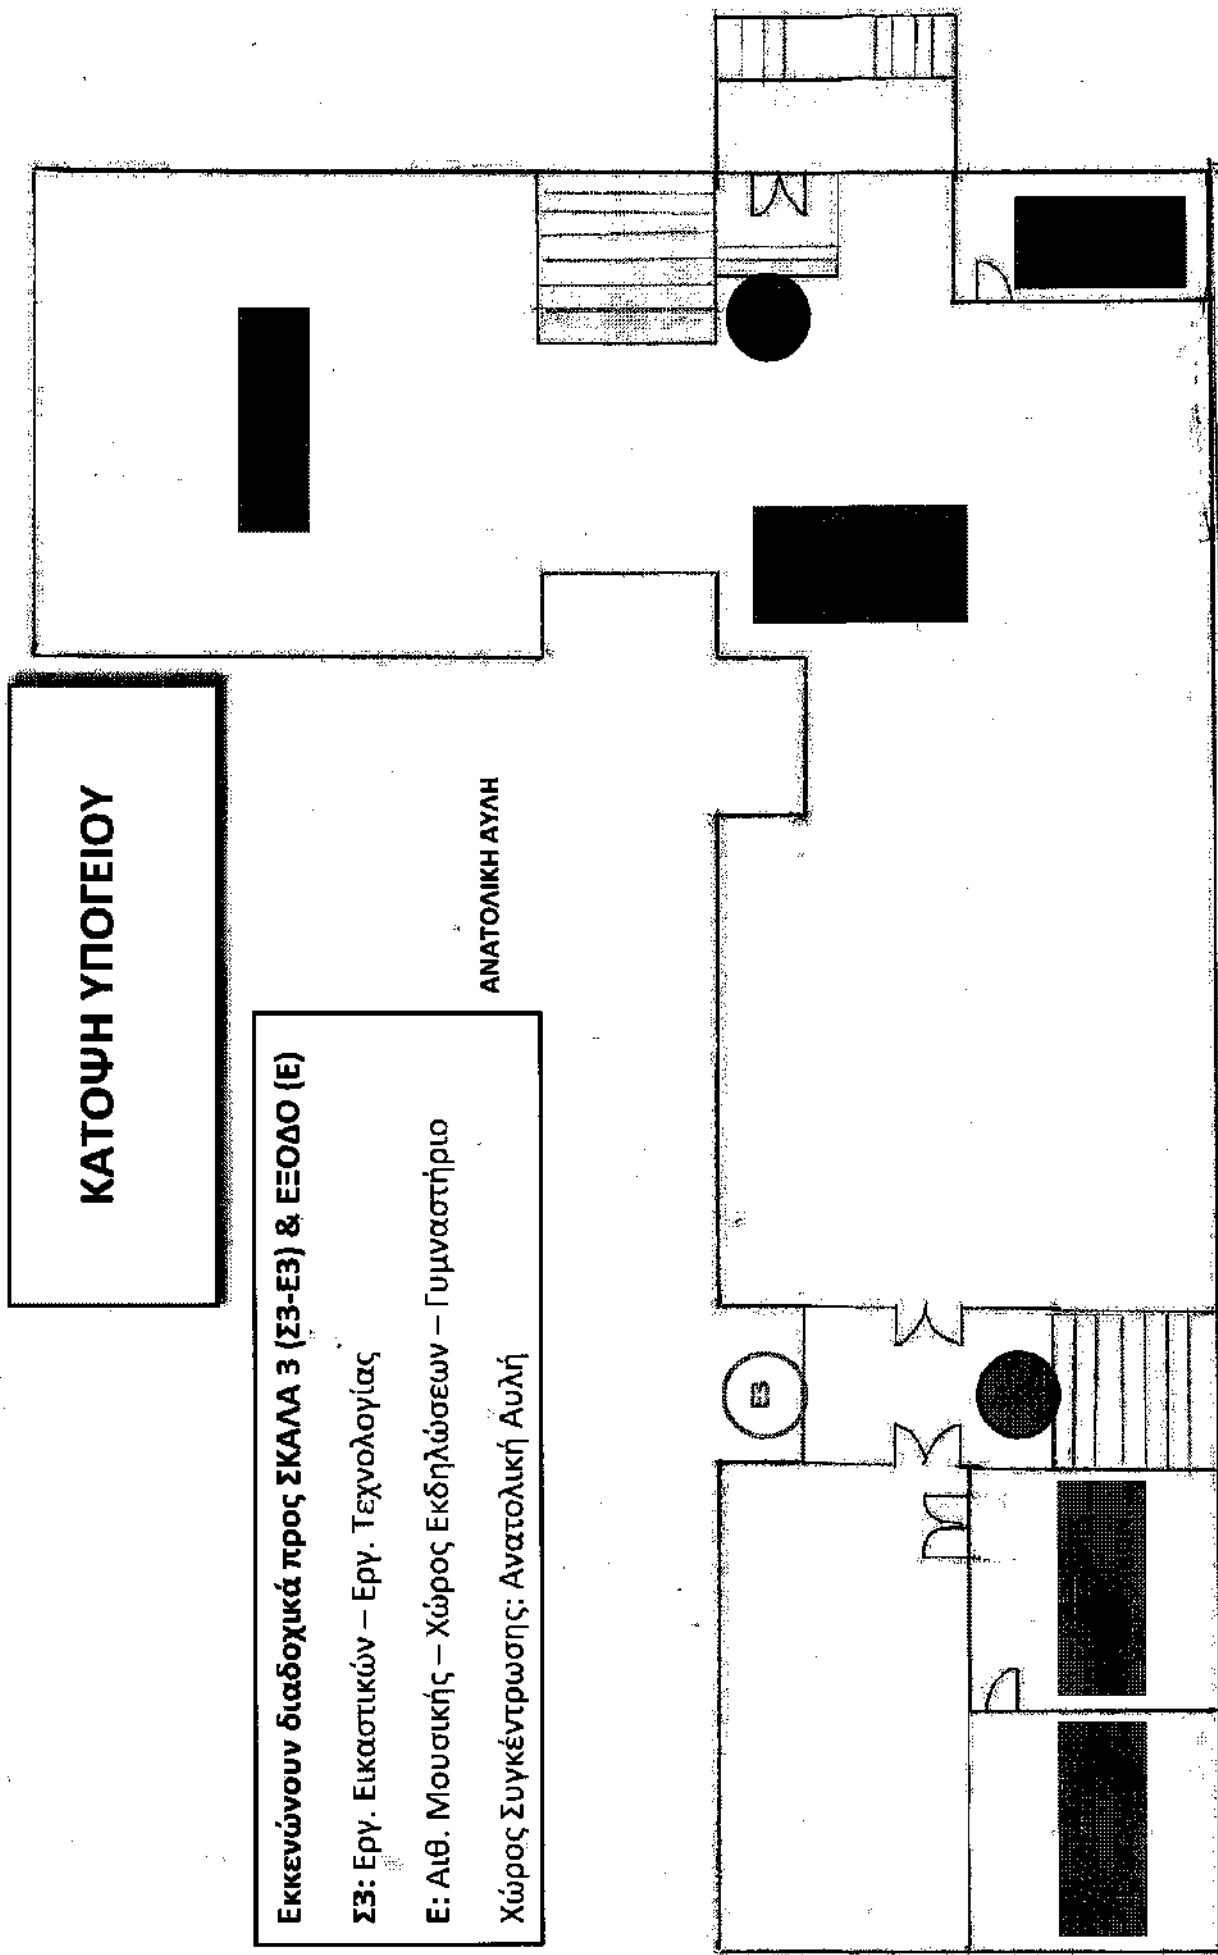 ΚΑΤΟΨΗ ΥΠΟΓΕΙΟΥ
Εκκενώνουν διαδοχικά προς ΣΚΑΛΑ 3 (Σ3-Ε3) & ΕΞΟΔΟ (Ε)
Σ3: Εργ. Εικαστικών – Εργ. Τεχνολογίας
Ε: Αιθ. Μουσικής – Χώρος Εκδηλώσεων – Γυμναστήριο
Χώρος Συγκέντρωσης: Ανατολική Αυλή
ΑΝΑΤΟΛΙΚΗ ΑΥΛΗ
Ε3